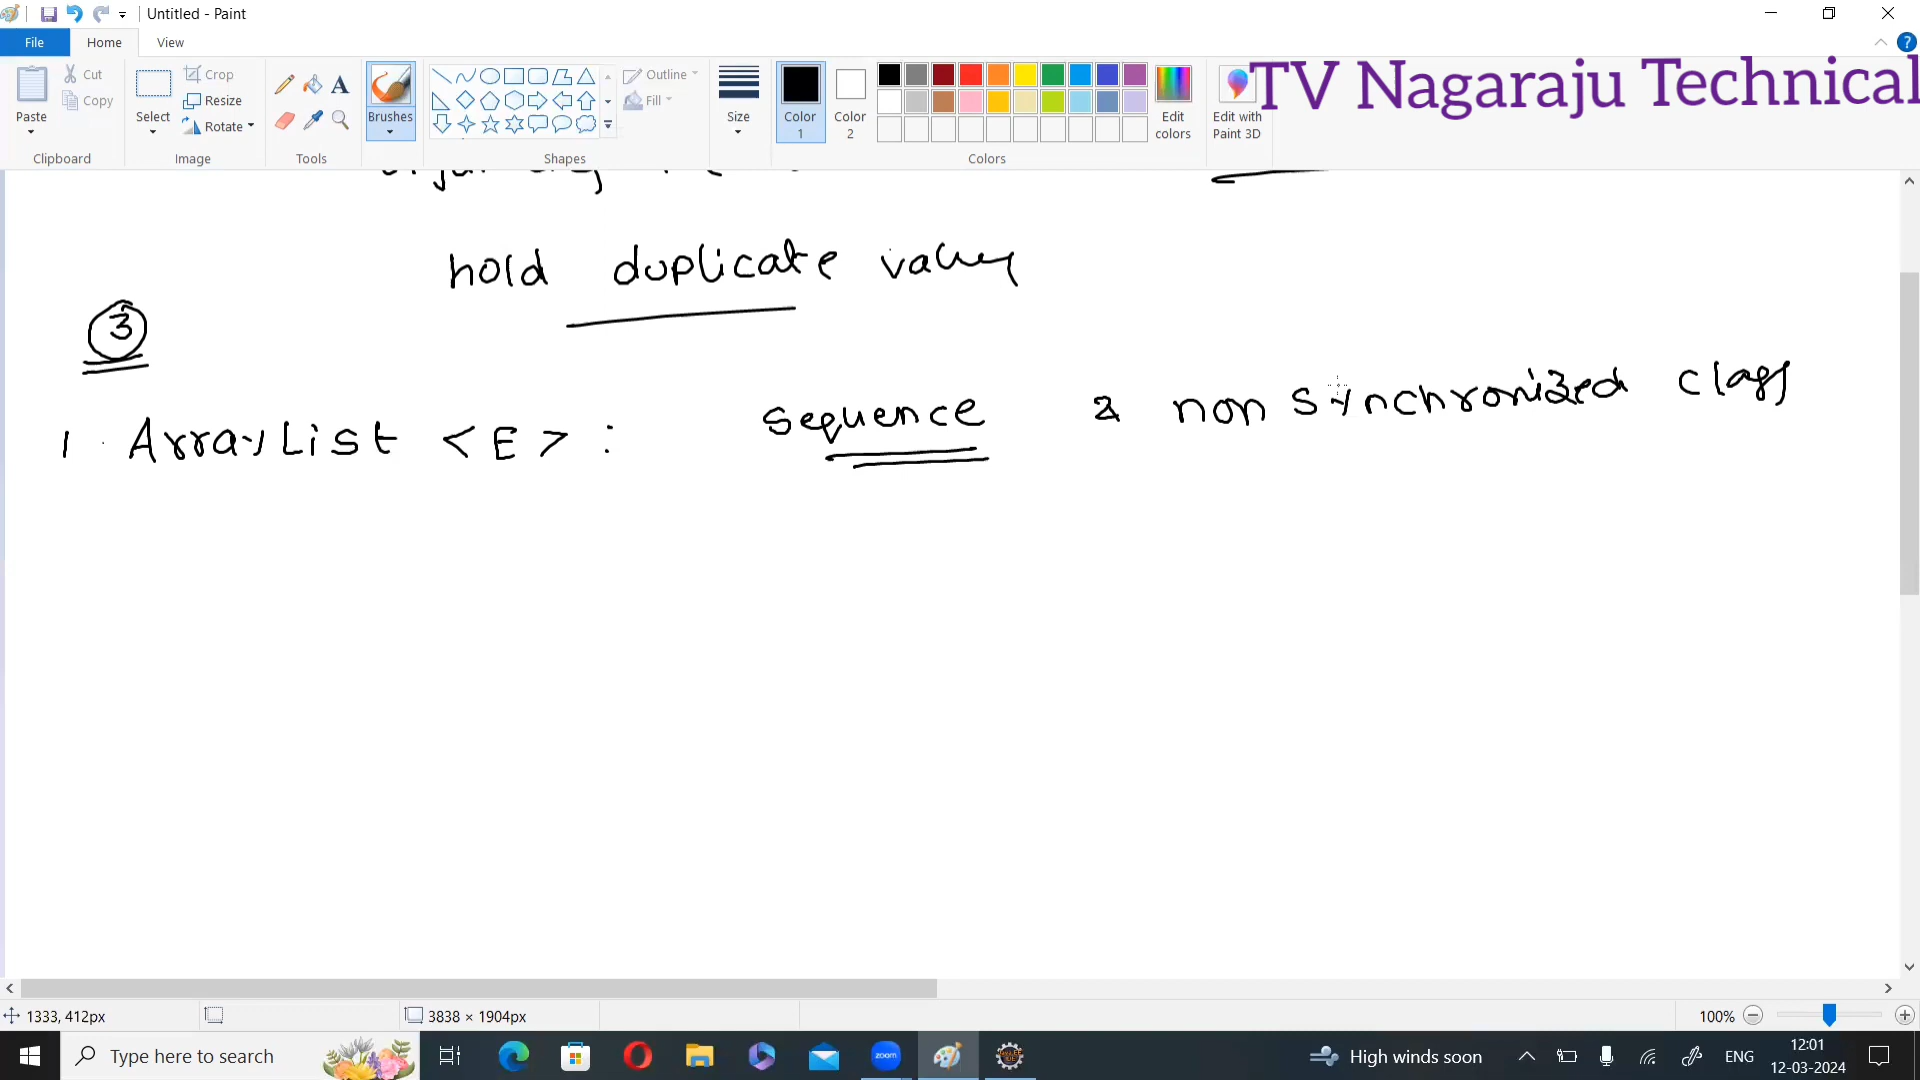 Untitled - Paint
File Home View
Paste Cut Copy Select Crop Resize Rotate Brushes Outline Fill Size Color 1 Color 2 Edit colors Edit with Paint 3D
Clipboard Image Tools Shapes Colors
TV Nagaraju Technical
hold duplicate values
3
1. ArrayList <E> : sequence & non synchronized class
1333, 412px 3838 × 1904px 100%
Type here to search zoom High winds soon ENG 12:01
12-03-2024